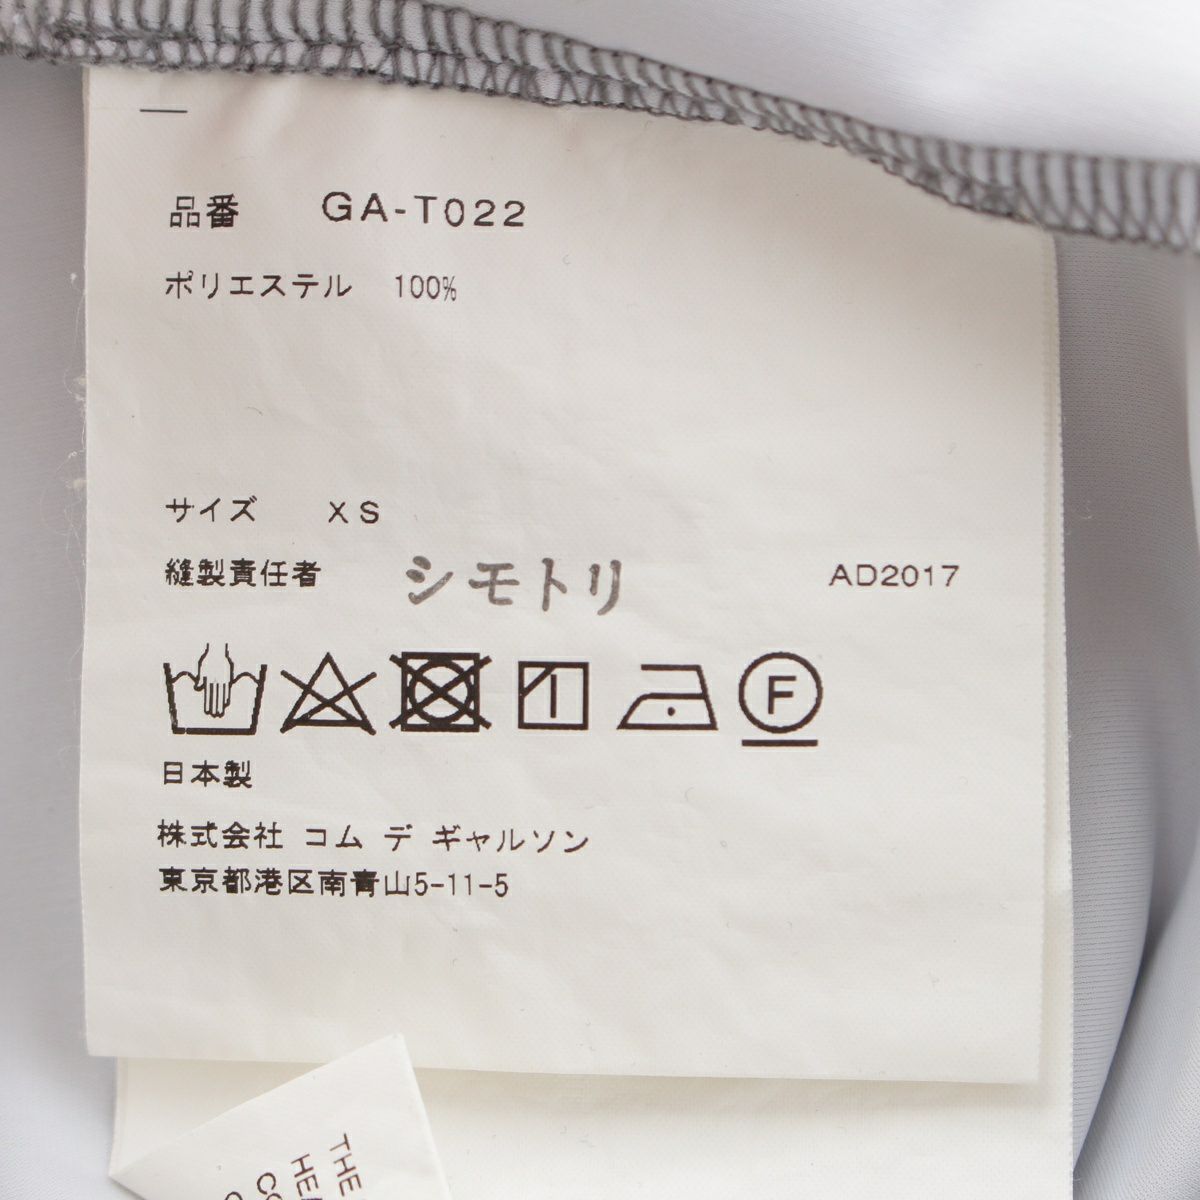 品番 GA-T022
ポリエステル 100%
サイズ XS
縫製責任者 シモトリ AD2017
F
日本製
株式会社 コム デ ギャルソン
東京都港区南青山5-11-5
THE